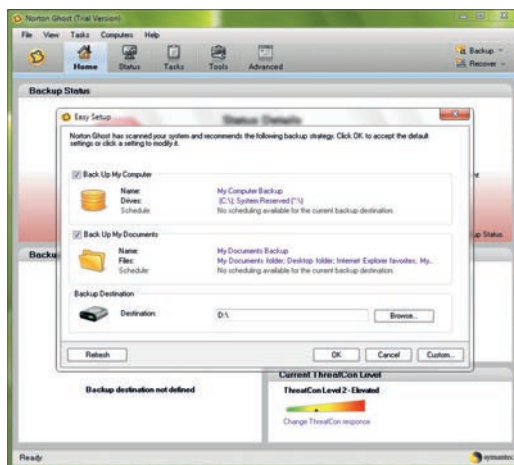 Norton Ghost (Trial Version)
File View Tasks Computers Help
Home Status Tasks Tools Advanced
Backup
Recover
Backup Status
Status Details
Easy Setup
Norton Ghost has scanned your system and recommends the following backup strategy. Click OK to accept the default
settings or click a setting to modify it.
Back Up My Computer
Name: My Computer Backup
Drives: (C:\); System Reserved (*:\)
Schedule: No scheduling available for the current backup destination.
Back Up My Documents
Name: My Documents Backup
Files: My Documents folder; Desktop folder; Internet Explorer favorites; My..
Schedule: No scheduling available for the current backup destination.
Backup Destination
Destination: D:\ Browse...
Refresh OK Cancel Custom...
Backup destination not defined
Current ThreatCon Level
ThreatCon Level 2 - Elevated
Change ThreatCon response
Ready
symantec